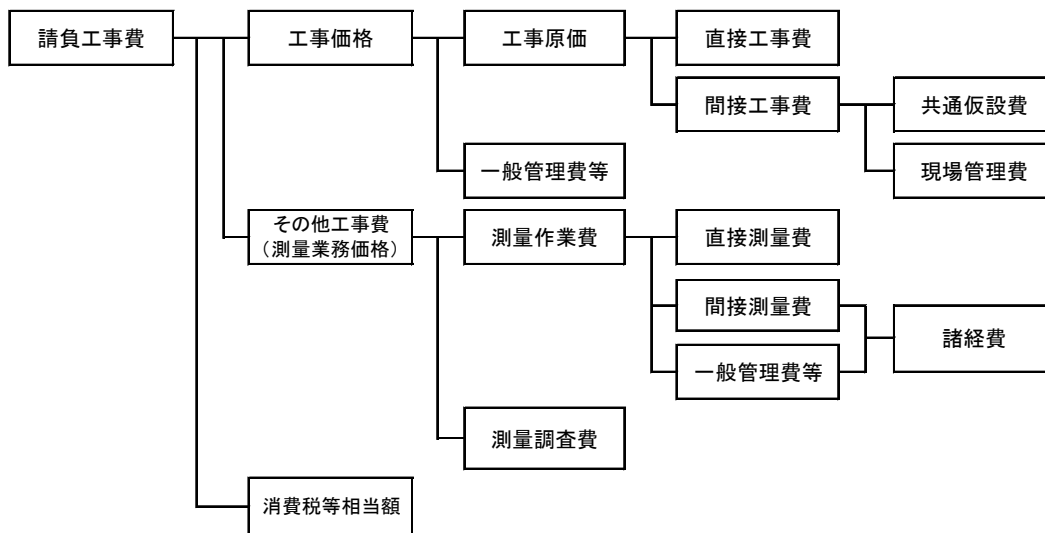 請負工事費
工事価格
工事原価
直接工事費
間接工事費
共通仮設費
現場管理費
一般管理費等
その他工事費
（測量業務価格）
測量作業費
直接測量費
間接測量費
諸経費
一般管理費等
測量調査費
消費税等相当額